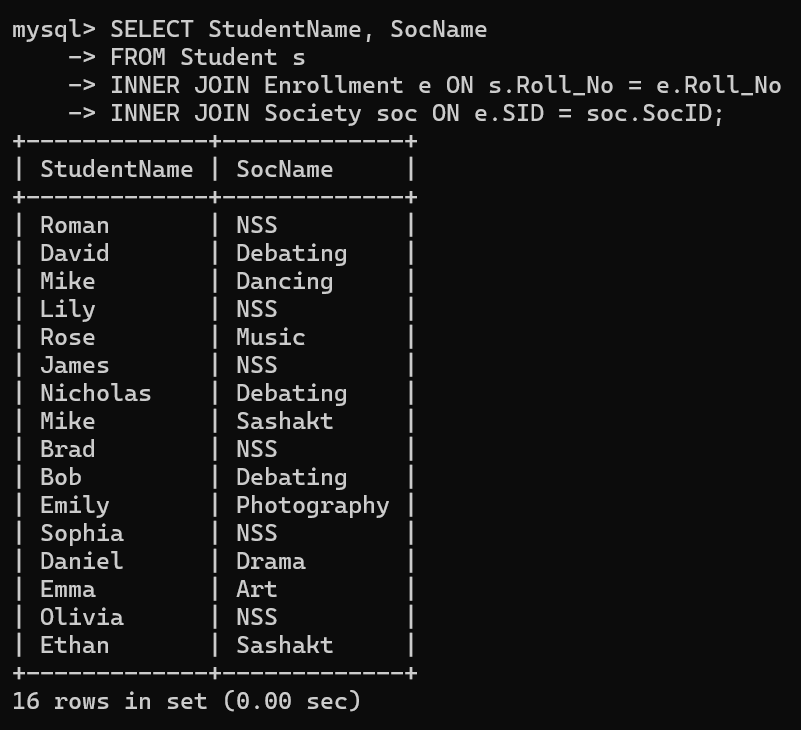 mysql> SELECT StudentName, SocName
    -> FROM Student s
    -> INNER JOIN Enrollment e ON s.Roll_No = e.Roll_No
    -> INNER JOIN Society soc ON e.SID = soc.SocID;
+-------------+-------------+
| StudentName | SocName     |
+-------------+-------------+
| Roman       | NSS         |
| David       | Debating    |
| Mike        | Dancing     |
| Lily        | NSS         |
| Rose        | Music       |
| James       | NSS         |
| Nicholas    | Debating    |
| Mike        | Sashakt     |
| Brad        | NSS         |
| Bob         | Debating    |
| Emily       | Photography |
| Sophia      | NSS         |
| Daniel      | Drama       |
| Emma        | Art         |
| Olivia      | NSS         |
| Ethan       | Sashakt     |
+-------------+-------------+
16 rows in set (0.00 sec)